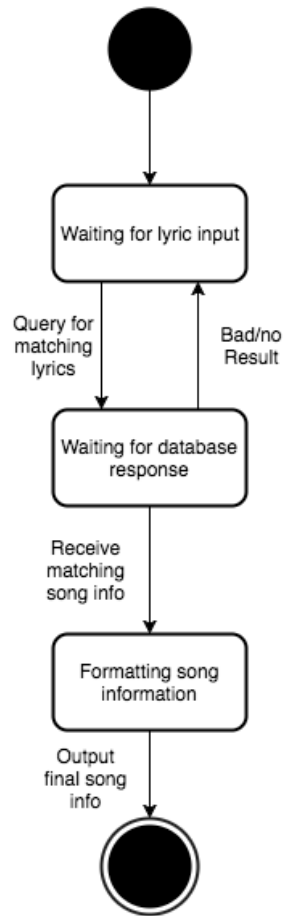 Waiting for lyric input
Query for
matching
lyrics
Bad/no
Result
Waiting for database
response
Receive
matching
song info
Formatting song
information
Output
final song
info